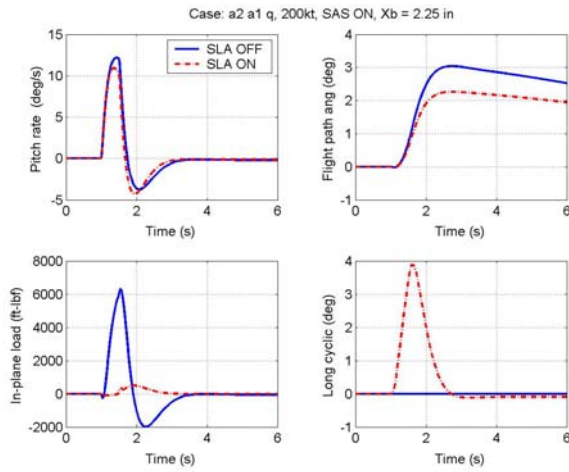 Case: a2 a1 q, 200kt, SAS ON, Xb = 2.25 in
SLA OFF
SLA ON
Pitch rate (deg/s)
15
10
5
0
-5
0 2 4 6
Time (s)
Flight path ang (deg)
4
3
2
1
0
-1
0 2 4 6
Time (s)
In-plane load (ft-lbf)
8000
6000
4000
2000
0
-2000
0 2 4 6
Time (s)
Long cyclic (deg)
4
3
2
1
0
-1
0 2 4 6
Time (s)